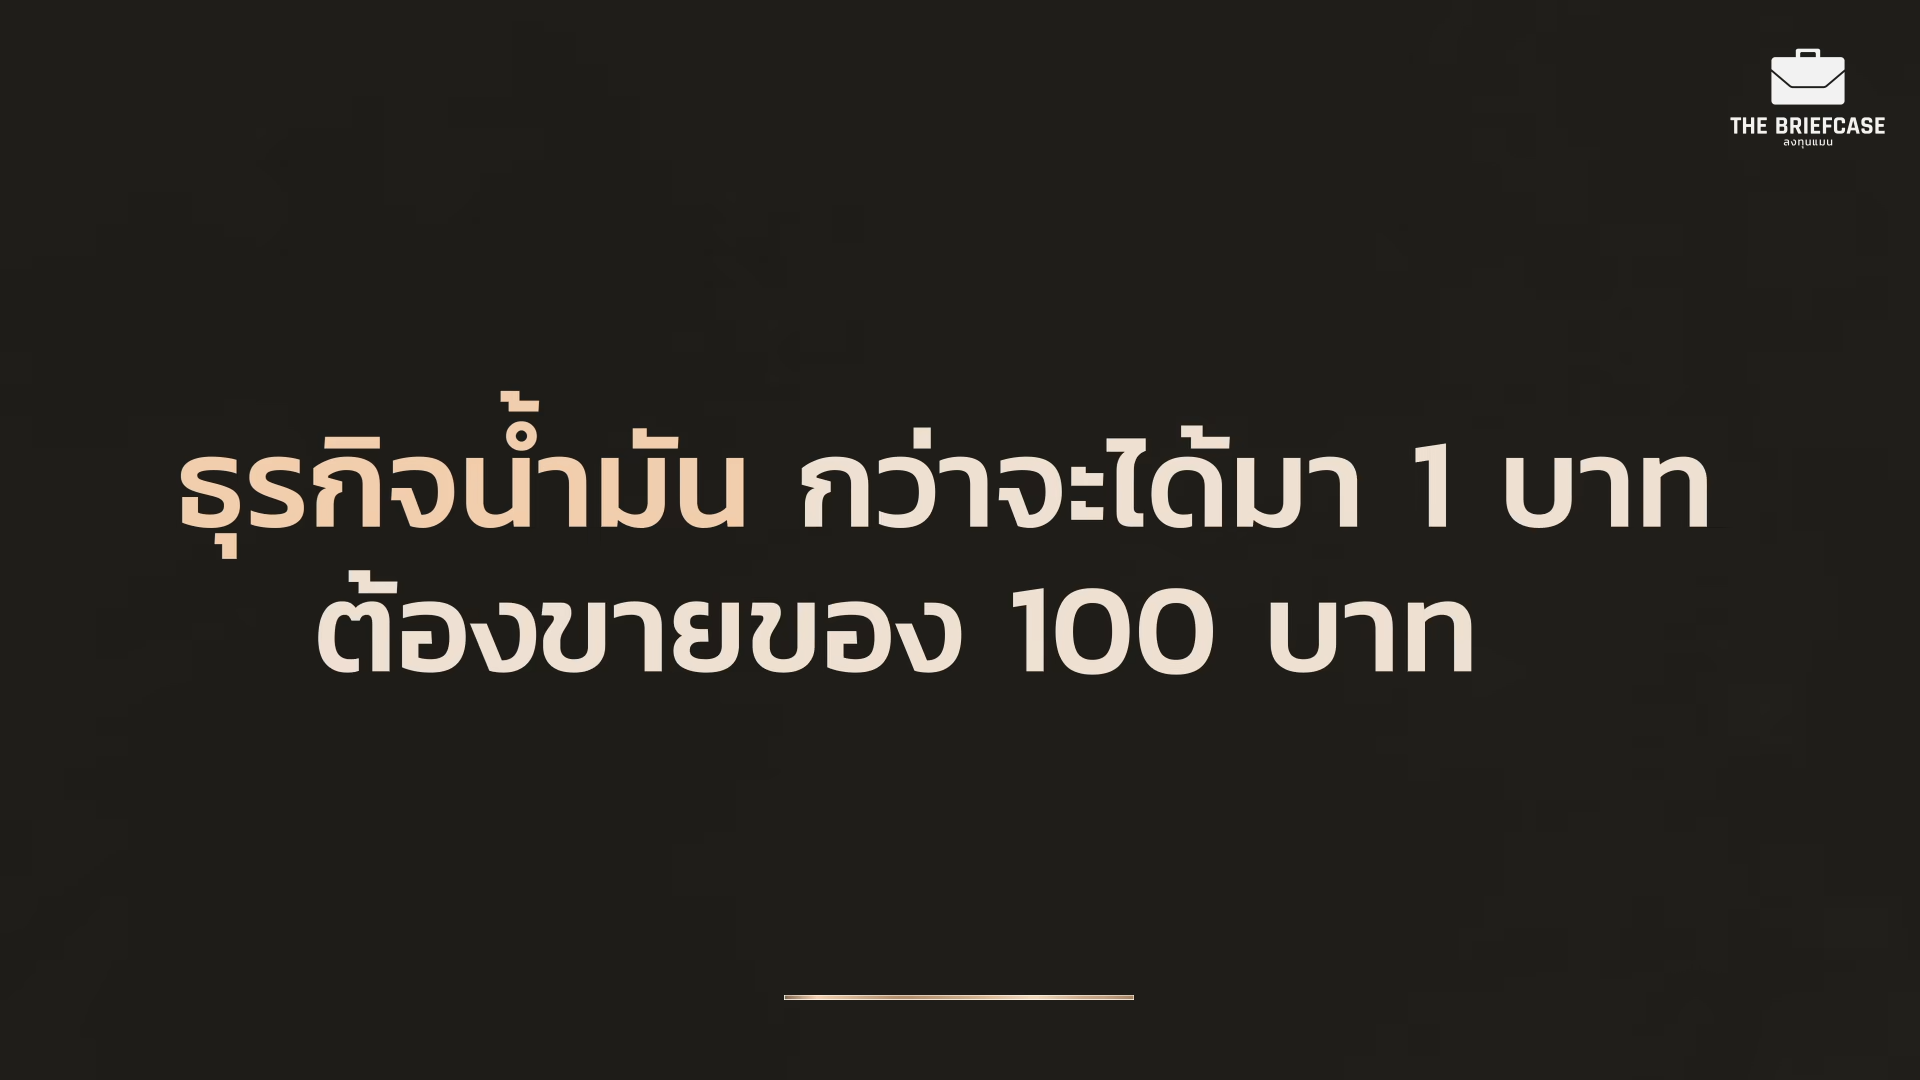 THE BRIEFCASE
ลงทุนแมน
ธุรกิจน้ำมัน กว่าจะได้มา 1 บาท
ต้องขายของ 100 บาท